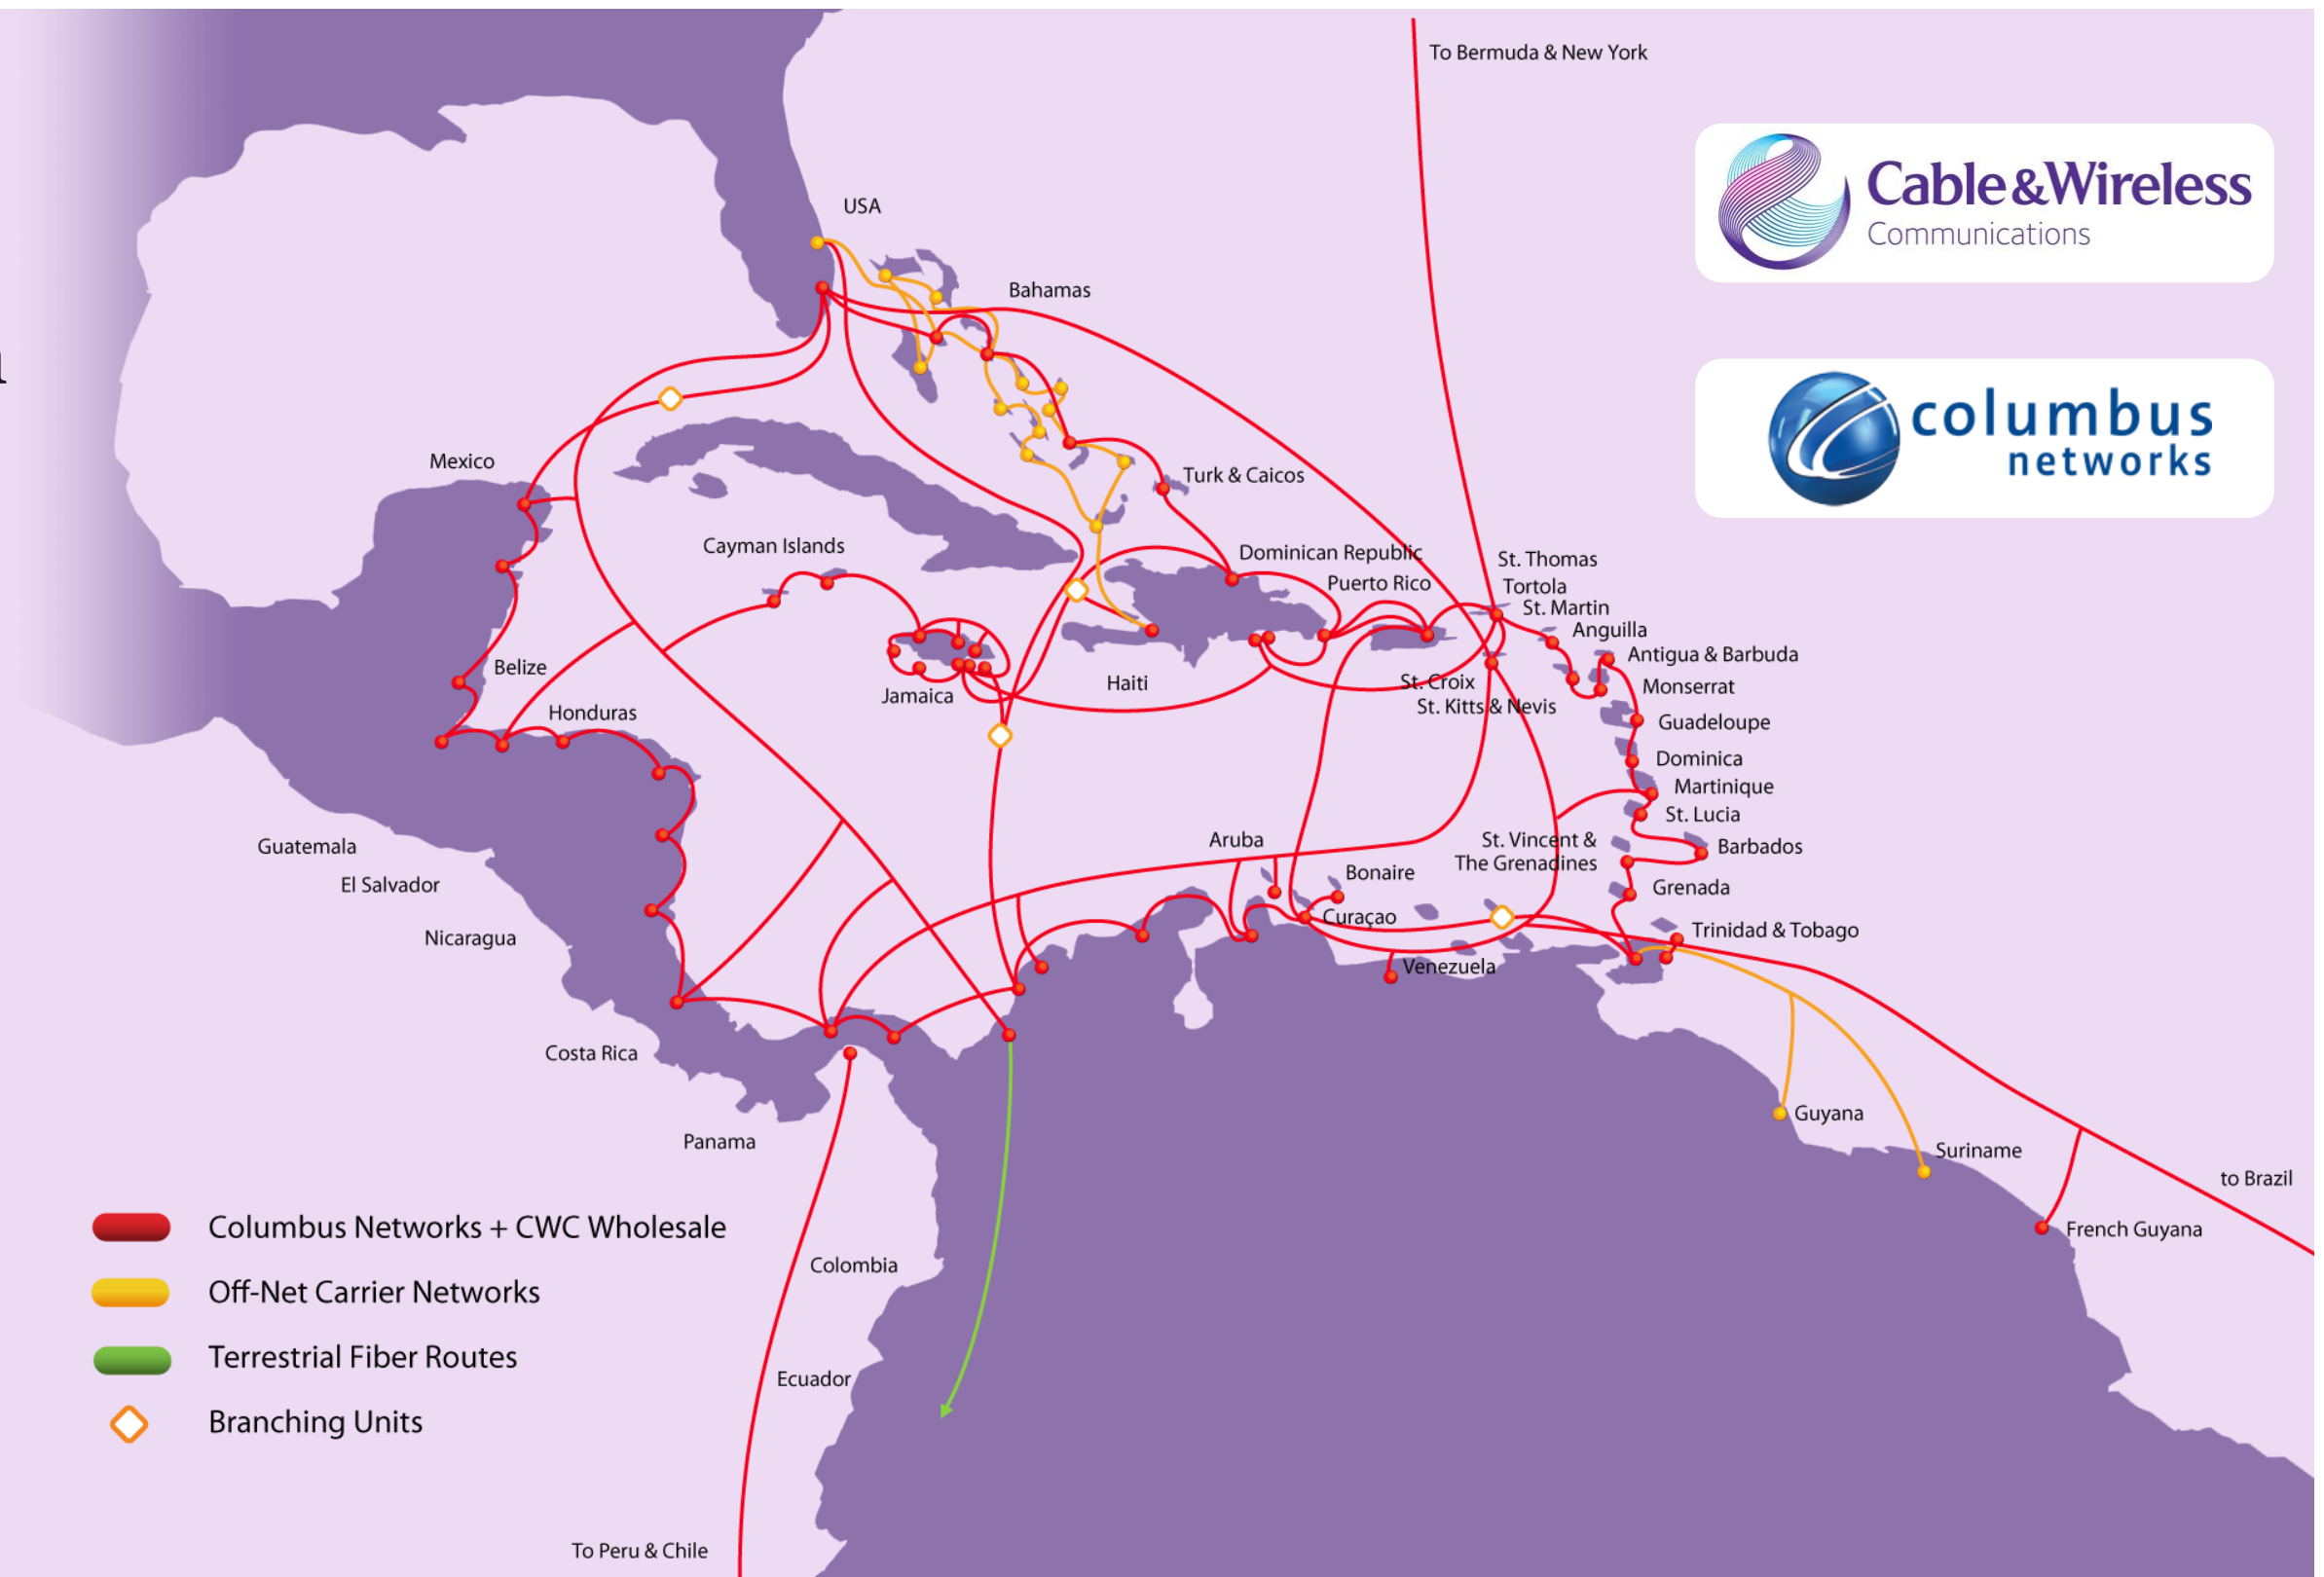 To Bermuda & New York
Cable&Wireless
Communications
USA
Bahamas
columbus
networks
Mexico
Turk & Caicos
Cayman Islands
Dominican Republic
Puerto Rico
St. Thomas
Tortola
St. Martin
Anguilla
Antigua & Barbuda
Monserrat
Belize
Jamaica
Haiti
St. Croix
St. Kitts & Nevis
Honduras
Guadeloupe
Dominica
Martinique
St. Lucia
Guatemala
Aruba
St. Vincent &
The Grenadines
Barbados
El Salvador
Bonaire
Grenada
Nicaragua
Curaçao
Trinidad & Tobago
Venezuela
Costa Rica
Guyana
Panama
Suriname
to Brazil
Columbus Networks + CWC Wholesale
French Guyana
Colombia
Off-Net Carrier Networks
Terrestrial Fiber Routes
Ecuador
Branching Units
To Peru & Chile